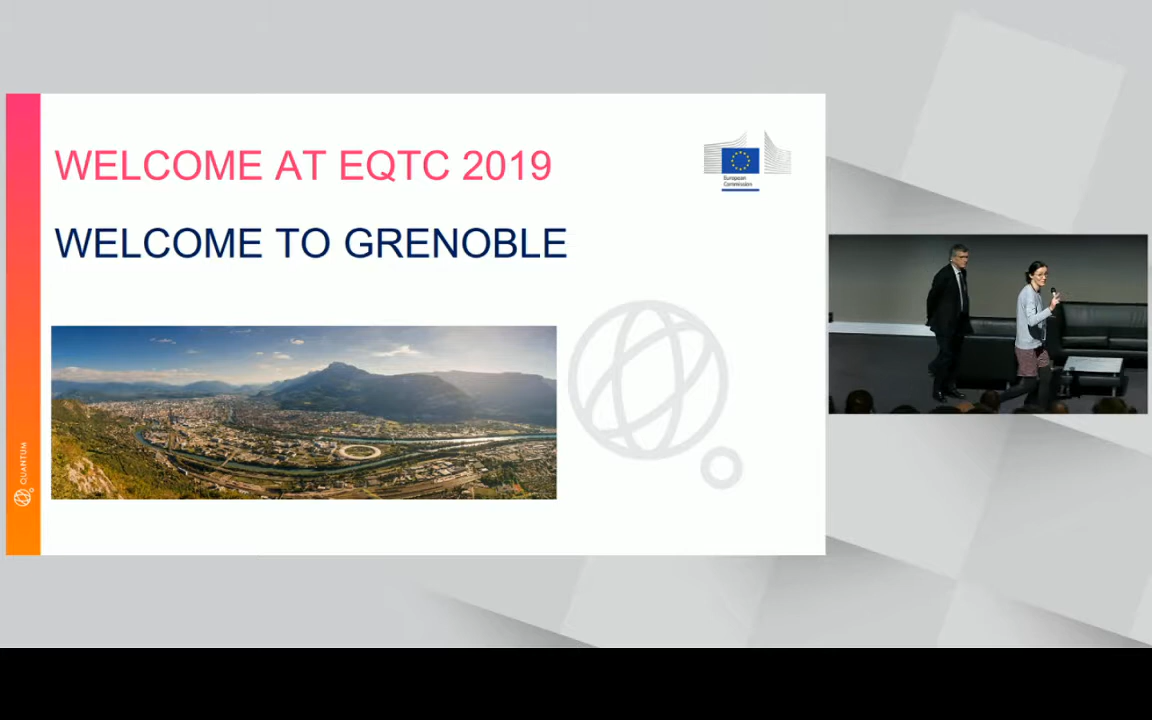 WELCOME AT EQTC 2019
WELCOME TO GRENOBLE
European
Commission
QUANTUM